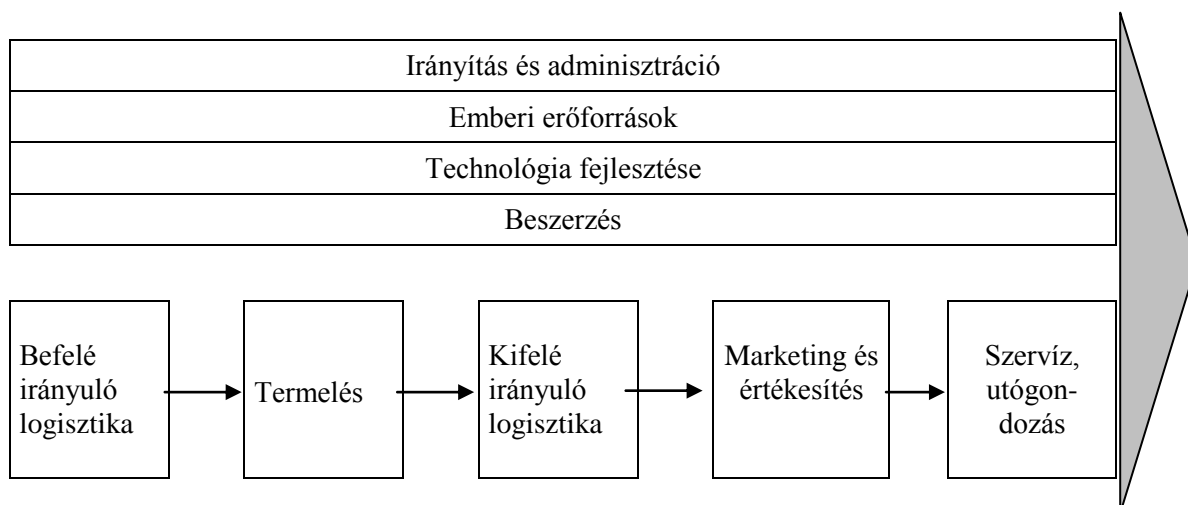 Irányítás és adminisztráció
Emberi erőforrások
Technológia fejlesztése
Beszerzés
Befelé
irányuló
logisztika
Termelés
Kifelé
irányuló
logisztika
Marketing és
értékesítés
Szervíz,
utógon-
dozás